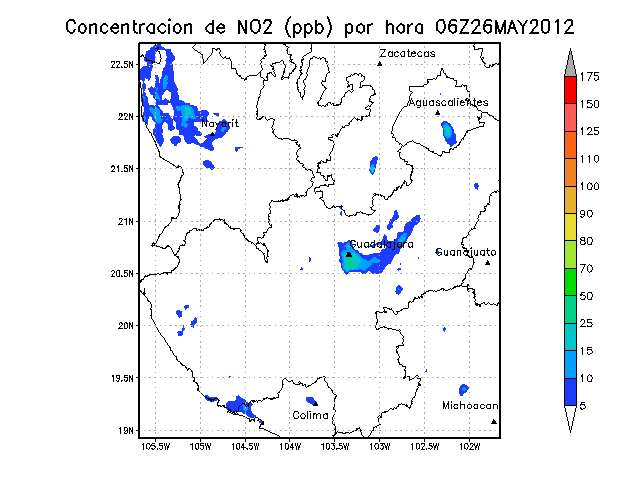 Concentracion de NO2 (ppb) por hora 06Z26MAY2012
Zacatecas
22.5N
175
150
Aguascalientes
22N
Nayarit
125
110
21.5N
100
21N
90
Guadalajara
Guanajuato
80
20.5N
70
50
20N
25
15
19.5N
10
Michoacan
5
Colima
19N
105.5W 105W 104.5W 104W 103.5W 103W 102.5W 102W